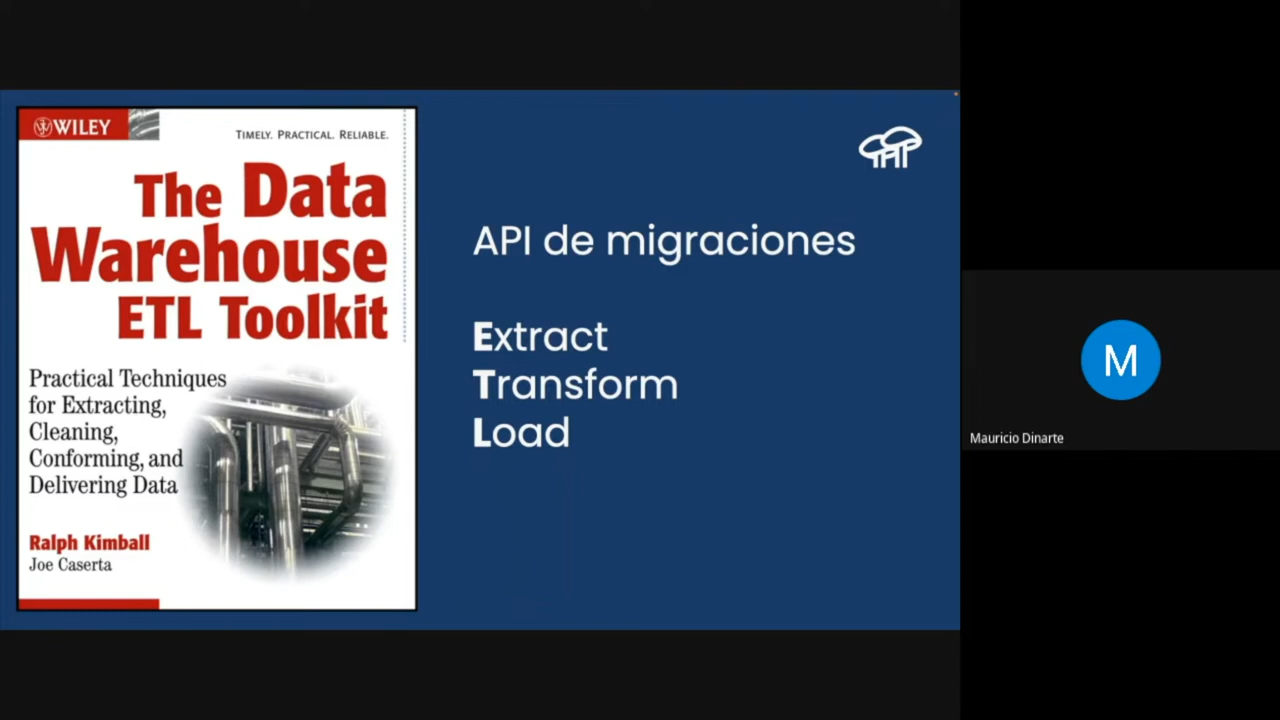 WILEY
TIMELY. PRACTICAL. RELIABLE.
The Data
Warehouse
ETL Toolkit
Practical Techniques
for Extracting,
Cleaning,
Conforming, and
Delivering Data
Ralph Kimball
Joe Caserta
API de migraciones
Extract
Transform
Load
M
Mauricio Dinarte